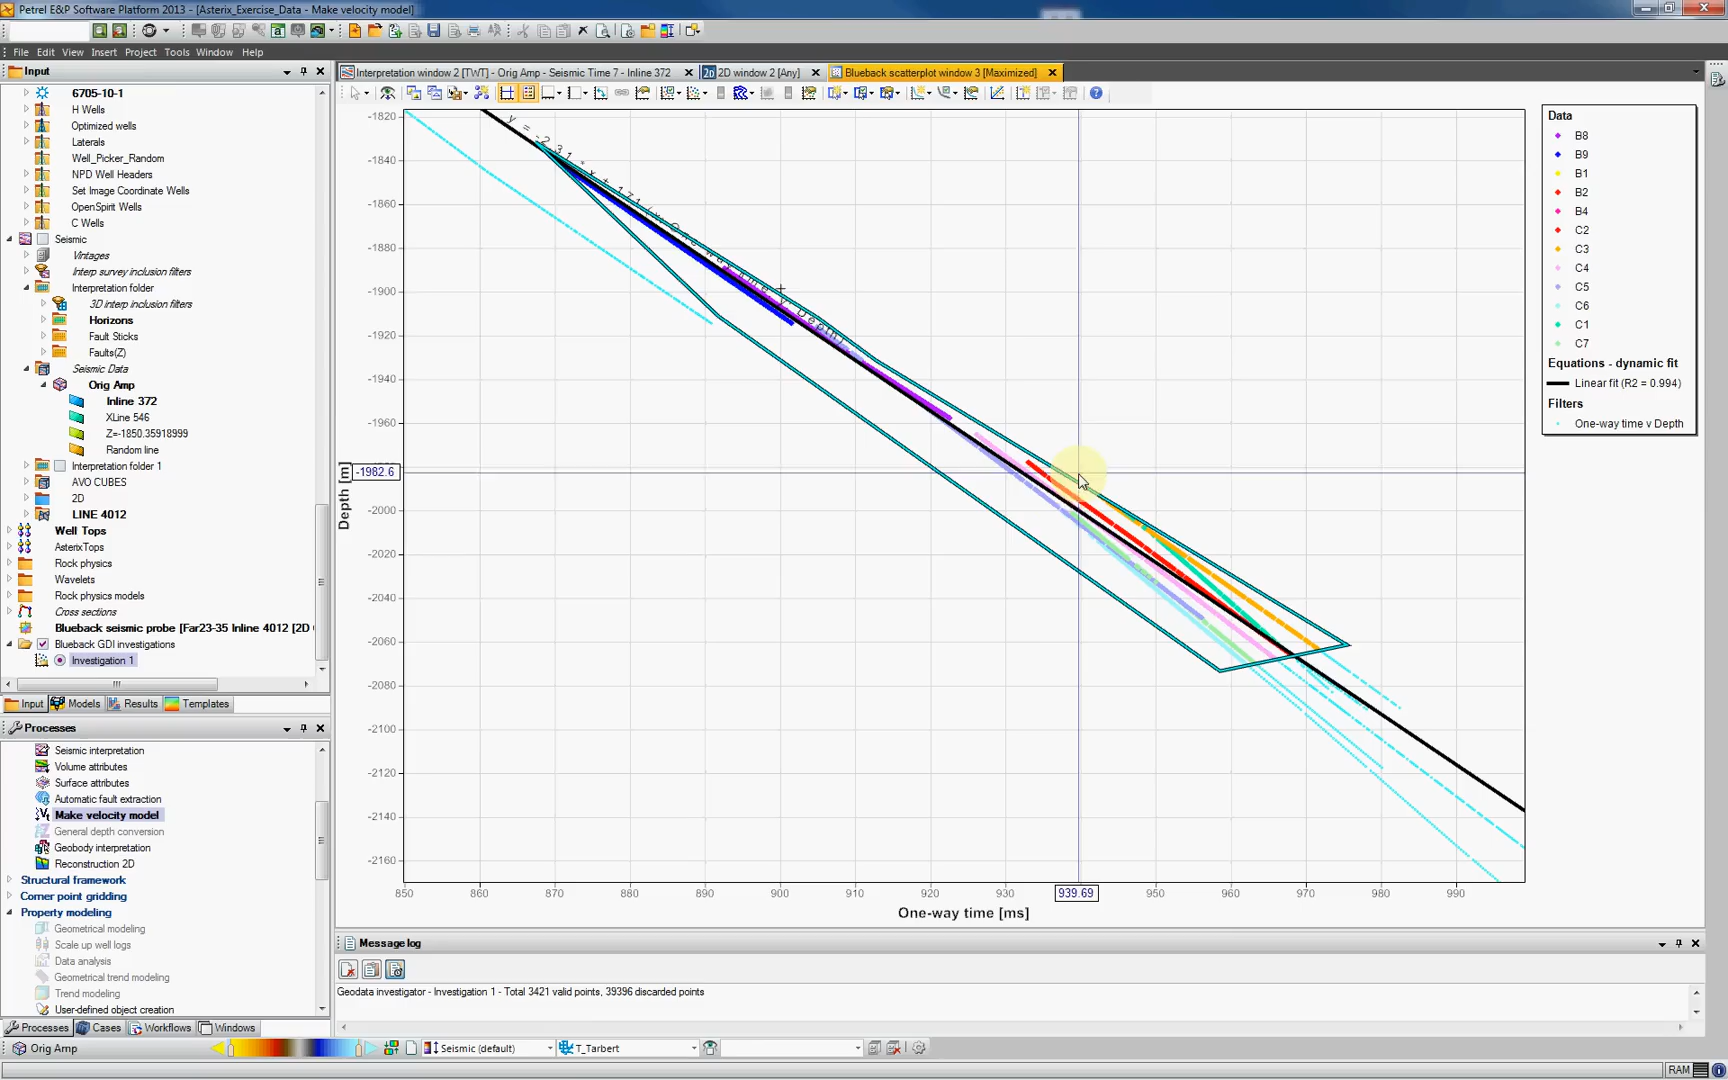 Petrel E&P Software Platform 2013 - [Asterix_Exercise_Data - Make velocity model]
File Edit View Insert Project Tools Window Help
Input
6705-10-1
H Wells
Optimized wells
Laterals
Well_Picker_Random
NPD Well Headers
Set Image Coordinate Wells
OpenSpirit Wells
C Wells
Seismic
Vintages
Interp survey inclusion filters
Interpretation folder
3D interp inclusion filters
Horizons
Fault Sticks
Faults(Z)
Seismic Data
Orig Amp
Inline 372
XLine 546
Z=-1850.35918999
Random line
Interpretation folder 1
AVO CUBES
2D
LINE 4012
Well Tops
AsterixTops
Rock physics
Wavelets
Rock physics models
Cross sections
Blueback seismic probe [Far23-35 Inline 4012 [2D
Blueback GDI investigations
Investigation 1
Input Models Results Templates
Processes
Seismic interpretation
Volume attributes
Surface attributes
Automatic fault extraction
Make velocity model
General depth conversion
Geobody interpretation
Reconstruction 2D
Structural framework
Corner point gridding
Property modeling
Geometrical modeling
Scale up well logs
Data analysis
Geometrical trend modeling
Trend modeling
User-defined object creation
Processes Cases Workflows Windows
Interpretation window 2 [TWT] - Orig Amp - Seismic Time 7 - Inline 372
2D window 2 [Any]
Blueback scatterplot window 3 [Maximized]
-1820
-1840
-1860
-1880
-1900
-1920
-1940
-1960
-1982.6
-2000
-2020
-2040
-2060
-2080
-2100
-2120
-2140
-2160
Depth [m]
850 860 870 880 890 900 910 920 930 939.69 950 960 970 980 990
One-way time [ms]
Data
B8
B9
B1
B2
B4
C2
C3
C4
C5
C6
C1
C7
Equations - dynamic fit
Linear fit (R2 = 0.994)
Filters
One-way time v Depth
Message log
Geodata investigator - Investigation 1 - Total 3421 valid points, 39396 discarded points
Orig Amp
Seismic (default)
T_Tarbert
RAM